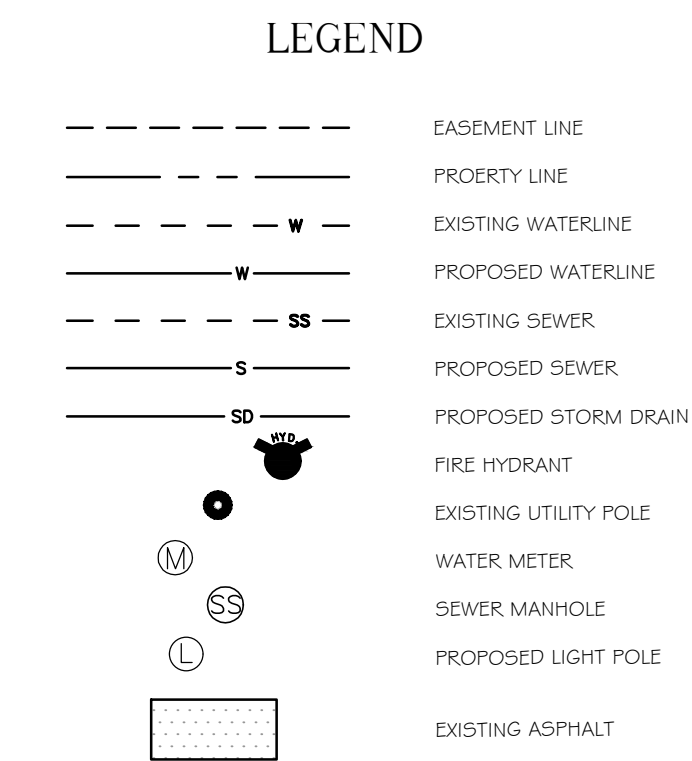 LEGEND
EASEMENT LINE
PROERTY LINE
W EXISTING WATERLINE
W PROPOSED WATERLINE
SS EXISTING SEWER
S PROPOSED SEWER
SD PROPOSED STORM DRAIN
HYD. FIRE HYDRANT
EXISTING UTILITY POLE
M WATER METER
SS SEWER MANHOLE
L PROPOSED LIGHT POLE
EXISTING ASPHALT